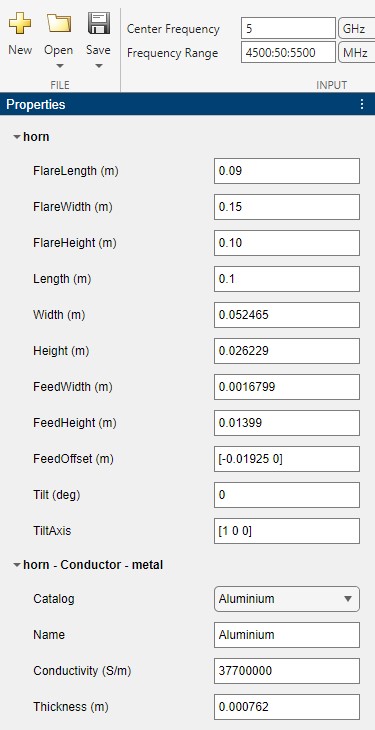 Center Frequency 5 GHz
New Open Save Frequency Range 4500:50:5500 MHz
FILE INPUT
Properties
horn
FlareLength (m) 0.09
FlareWidth (m) 0.15
FlareHeight (m) 0.10
Length (m) 0.1
Width (m) 0.052465
Height (m) 0.026229
FeedWidth (m) 0.0016799
FeedHeight (m) 0.01399
FeedOffset (m) [-0.01925 0]
Tilt (deg) 0
TiltAxis [1 0 0]
horn - Conductor - metal
Catalog Aluminium
Name Aluminium
Conductivity (S/m) 37700000
Thickness (m) 0.000762